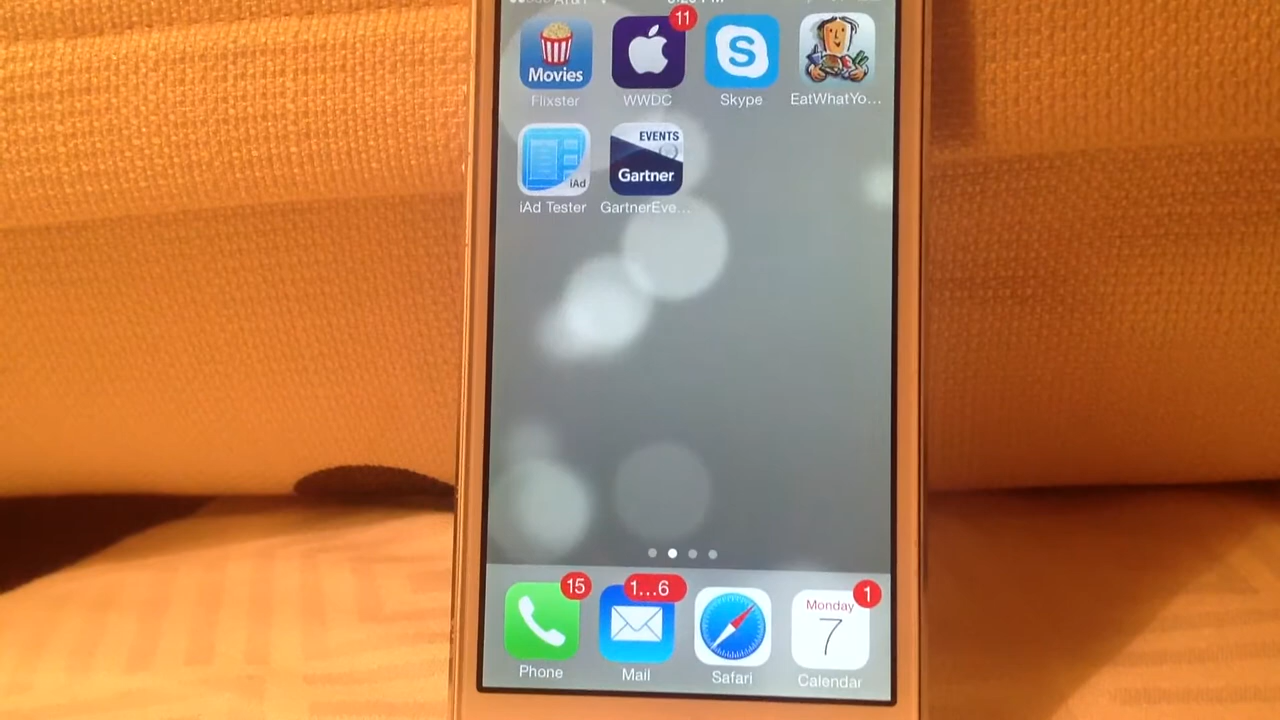 11
Movies
S
Flixster WWDC Skype EatWhatYo...
EVENTS
iAd Gartner
iAd Tester GartnerEve...
15 1...6 1
Monday
7
Phone Mail Safari Calendar